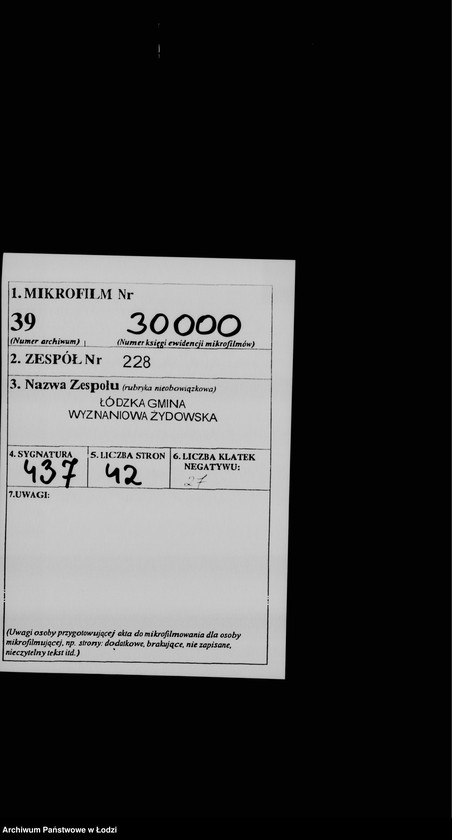 1. MIKROFILM Nr
39 30000
(Numer archiwum) (Numer księgi ewidencji mikrofilmów)
2. ZESPÓŁ Nr 228
3. Nazwa Zespołu (rubryka nieobowiązkowa)
ŁÓDZKA GMINA
WYZNANIOWA ŻYDOWSKA
4. SYGNATURA 5. LICZBA STRON 6. LICZBA KLATEK
NEGATYWU:
437 42 27
7.UWAGI:
(Uwagi osoby przygotowującej akta do mikrofilmowania dla osoby
mikrofilmującej, np. strony: dodatkowe, brakujące, nie zapisane,
nieczytelny tekst itd.)
Archiwum Państwowe w Łodzi